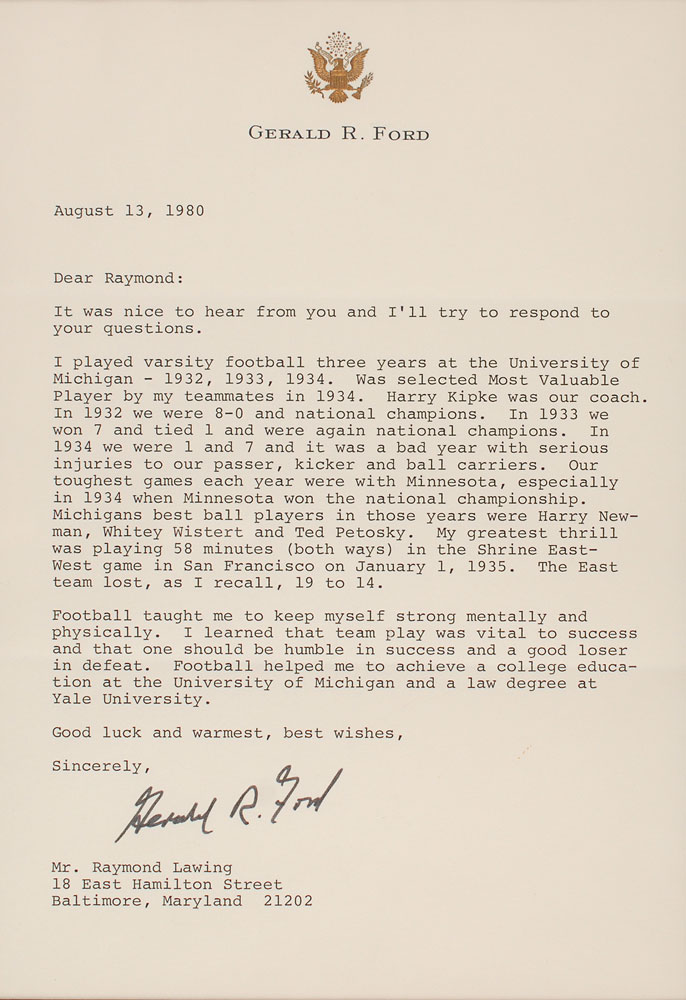 GERALD R. FORD
August 13, 1980
Dear Raymond:
It was nice to hear from you and I'll try to respond to
your questions.
I played varsity football three years at the University of
Michigan - 1932, 1933, 1934.  Was selected Most Valuable
Player by my teammates in 1934.  Harry Kipke was our coach.
In 1932 we were 8-0 and national champions.  In 1933 we
won 7 and tied 1 and were again national champions.  In
1934 we were 1 and 7 and it was a bad year with serious
injuries to our passer, kicker and ball carriers.  Our
toughest games each year were with Minnesota, especially
in 1934 when Minnesota won the national championship.
Michigans best ball players in those years were Harry New-
man, Whitey Wistert and Ted Petosky.  My greatest thrill
was playing 58 minutes (both ways) in the Shrine East-
West game in San Francisco on January 1, 1935.  The East
team lost, as I recall, 19 to 14.
Football taught me to keep myself strong mentally and
physically.  I learned that team play was vital to success
and that one should be humble in success and a good loser
in defeat.  Football helped me to achieve a college educa-
tion at the University of Michigan and a law degree at
Yale University.
Good luck and warmest, best wishes,
Sincerely,
Gerald R. Ford
Mr. Raymond Lawing
18 East Hamilton Street
Baltimore, Maryland  21202